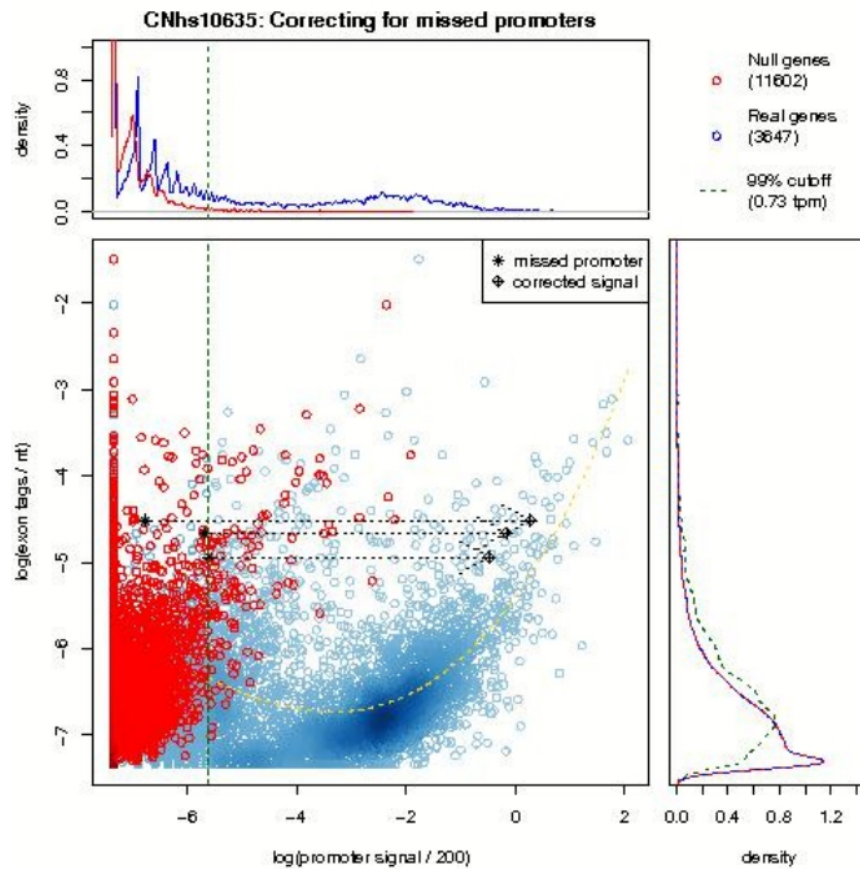 CNhs10635: Correcting for missed promoters
density
0.0
0.4
0.8
Null genes
(11602)
Real genes
(3647)
99% cutoff
(0.73 tpm)
missed promoter
corrected signal
log(exon tags / nt)
-2
-3
-4
-5
-6
-7
-6 -4 -2 0 2
log(promoter signal / 200)
0.0 0.4 0.8 1.2
density